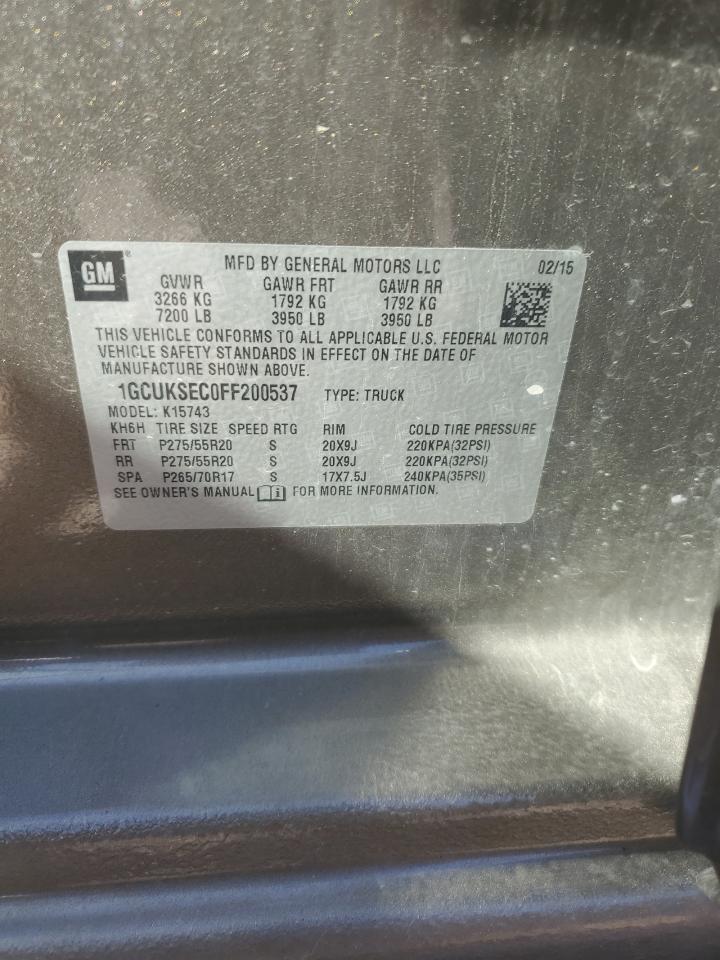 GM ® MFD BY GENERAL MOTORS LLC 02/15
GVWR GAWR FRT GAWR RR
3266 KG 1792 KG 1792 KG
7200 LB 3950 LB 3950 LB
THIS VEHICLE CONFORMS TO ALL APPLICABLE U.S. FEDERAL MOTOR
VEHICLE SAFETY STANDARDS IN EFFECT ON THE DATE OF
MANUFACTURE SHOWN ABOVE.
1GCUKSEC0FF200537 TYPE: TRUCK
MODEL: K15743
KH6H TIRE SIZE SPEED RTG RIM COLD TIRE PRESSURE
FRT P275/55R20 S 20X9J 220KPA(32PSI)
RR P275/55R20 S 20X9J 220KPA(32PSI)
SPA P265/70R17 S 17X7.5J 240KPA(35PSI)
SEE OWNER'S MANUAL i FOR MORE INFORMATION.